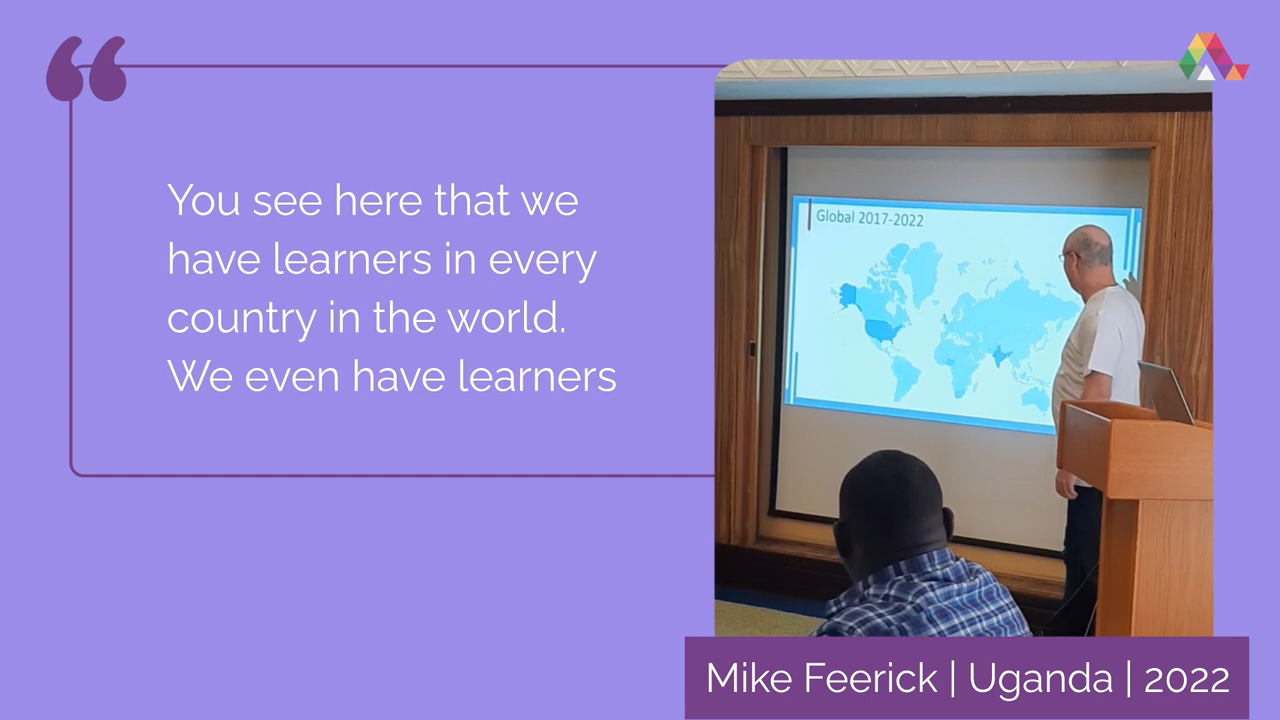 You see here that we
have learners in every
country in the world.
We even have learners
Global 2017-2022
Mike Feerick | Uganda | 2022